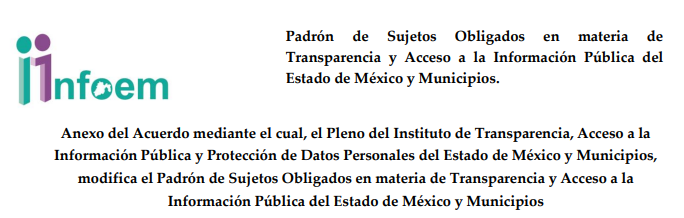 Padrón de Sujetos Obligados en materia de
Transparencia y Acceso a la Información Pública del
Estado de México y Municipios.
infoem
Anexo del Acuerdo mediante el cual, el Pleno del Instituto de Transparencia, Acceso a la
Información Pública y Protección de Datos Personales del Estado de México y Municipios,
modifica el Padrón de Sujetos Obligados en materia de Transparencia y Acceso a la
Información Pública del Estado de México y Municipios